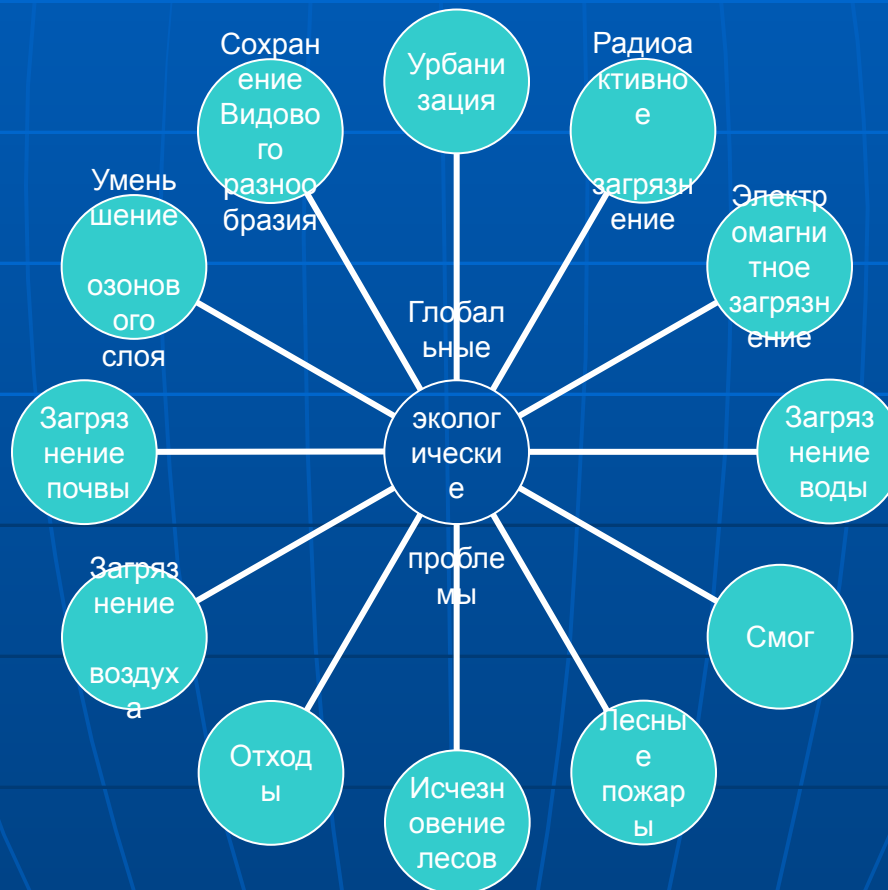 Урбани
зация
Радиоа
ктивно
е
загрязн
ение
Электр
омагни
тное
загрязн
ение
Загряз
нение
воды
Смог
Лесны
е
пожар
ы
Исчезн
овение
лесов
Отход
ы
Загряз
нение
воздух
а
Загряз
нение
почвы
Умень
шение
озонов
ого
слоя
Сохран
ение
Видово
го
разноо
бразия
Глобал
ьные
эколог
ически
е
пробле
мы